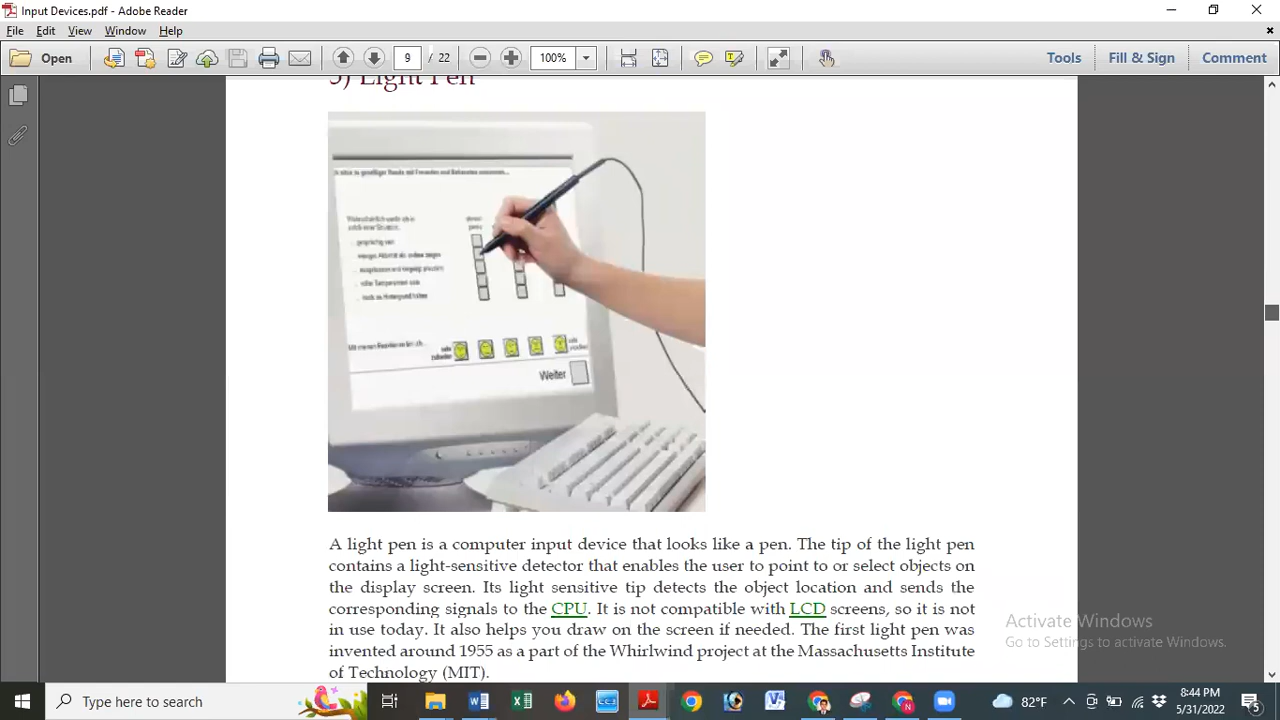 Input Devices.pdf - Adobe Reader
File Edit View Window Help
Open 9 / 22 100% Tools Fill & Sign Comment
5) Light Pen
Weiter
A light pen is a computer input device that looks like a pen. The tip of the light pen
contains a light-sensitive detector that enables the user to point to or select objects on
the display screen. Its light sensitive tip detects the object location and sends the
corresponding signals to the CPU. It is not compatible with LCD screens, so it is not
in use today. It also helps you draw on the screen if needed. The first light pen was
invented around 1955 as a part of the Whirlwind project at the Massachusetts Institute
of Technology (MIT).
Activate Windows
Go to Settings to activate Windows.
Type here to search
82°F
8:44 PM
5/31/2022
5